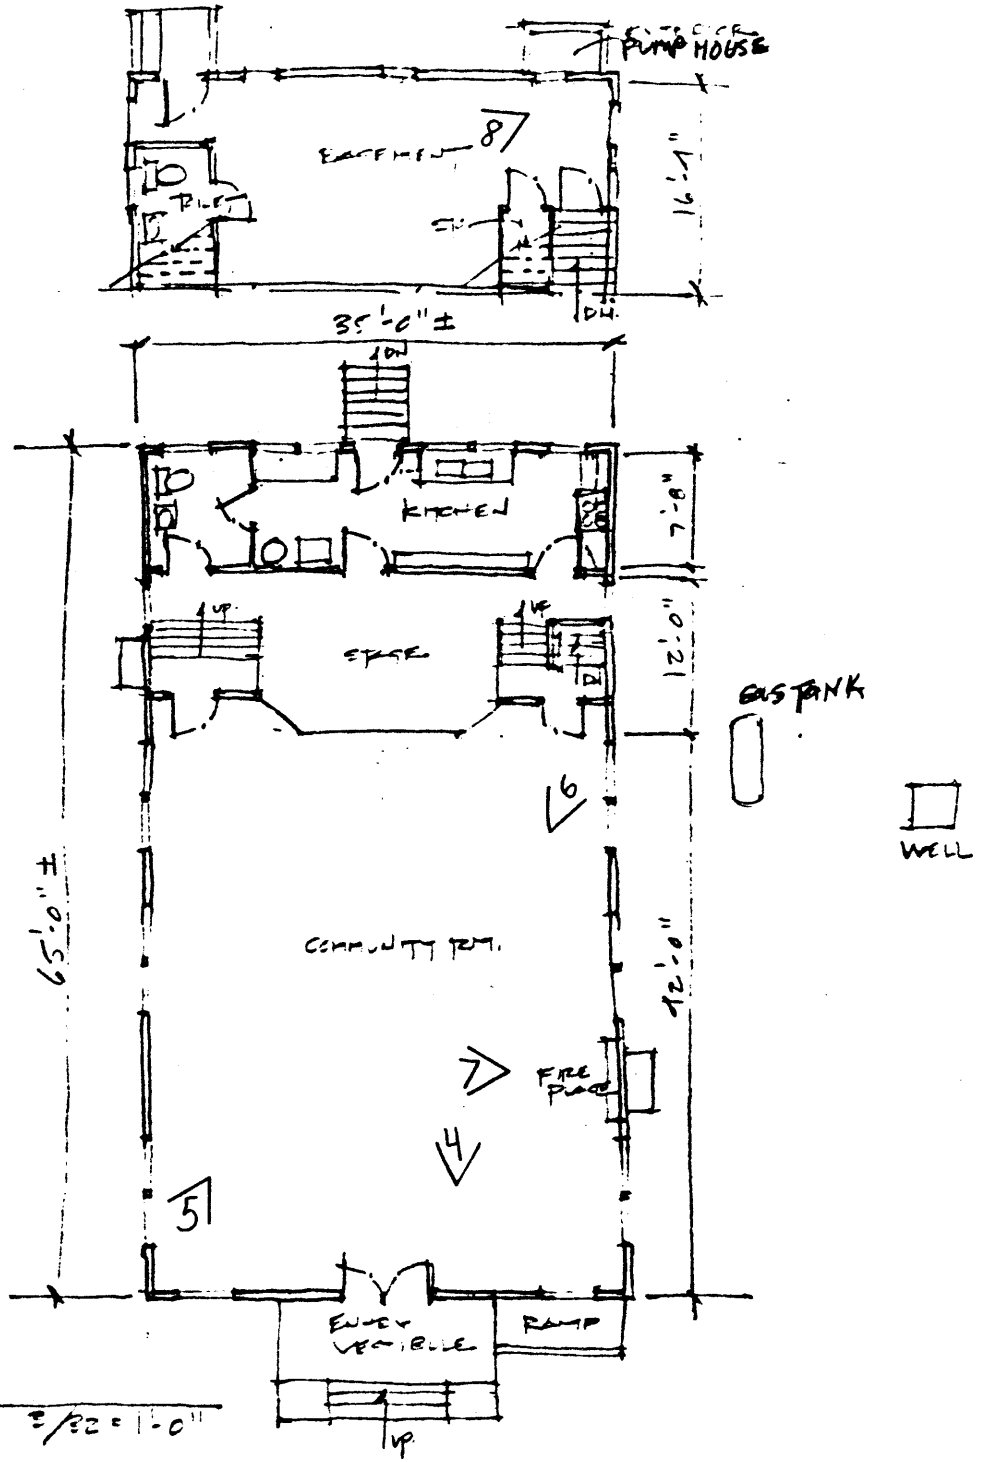 PUMP HOUSE
8
BASEMENT
16'-1"
DN.
35'-0" ±
DN
KITCHEN
7'-8"
UP.
UP
STAGE
12'-0"
D
GAS TANK
6
WELL
65'-0" ±
COMMUNITY RM.
42'-0"
7
FIRE
PLACE
4
5
ENTRY
VESTIBULE
RAMP
3/32 = 1'-0"
UP.